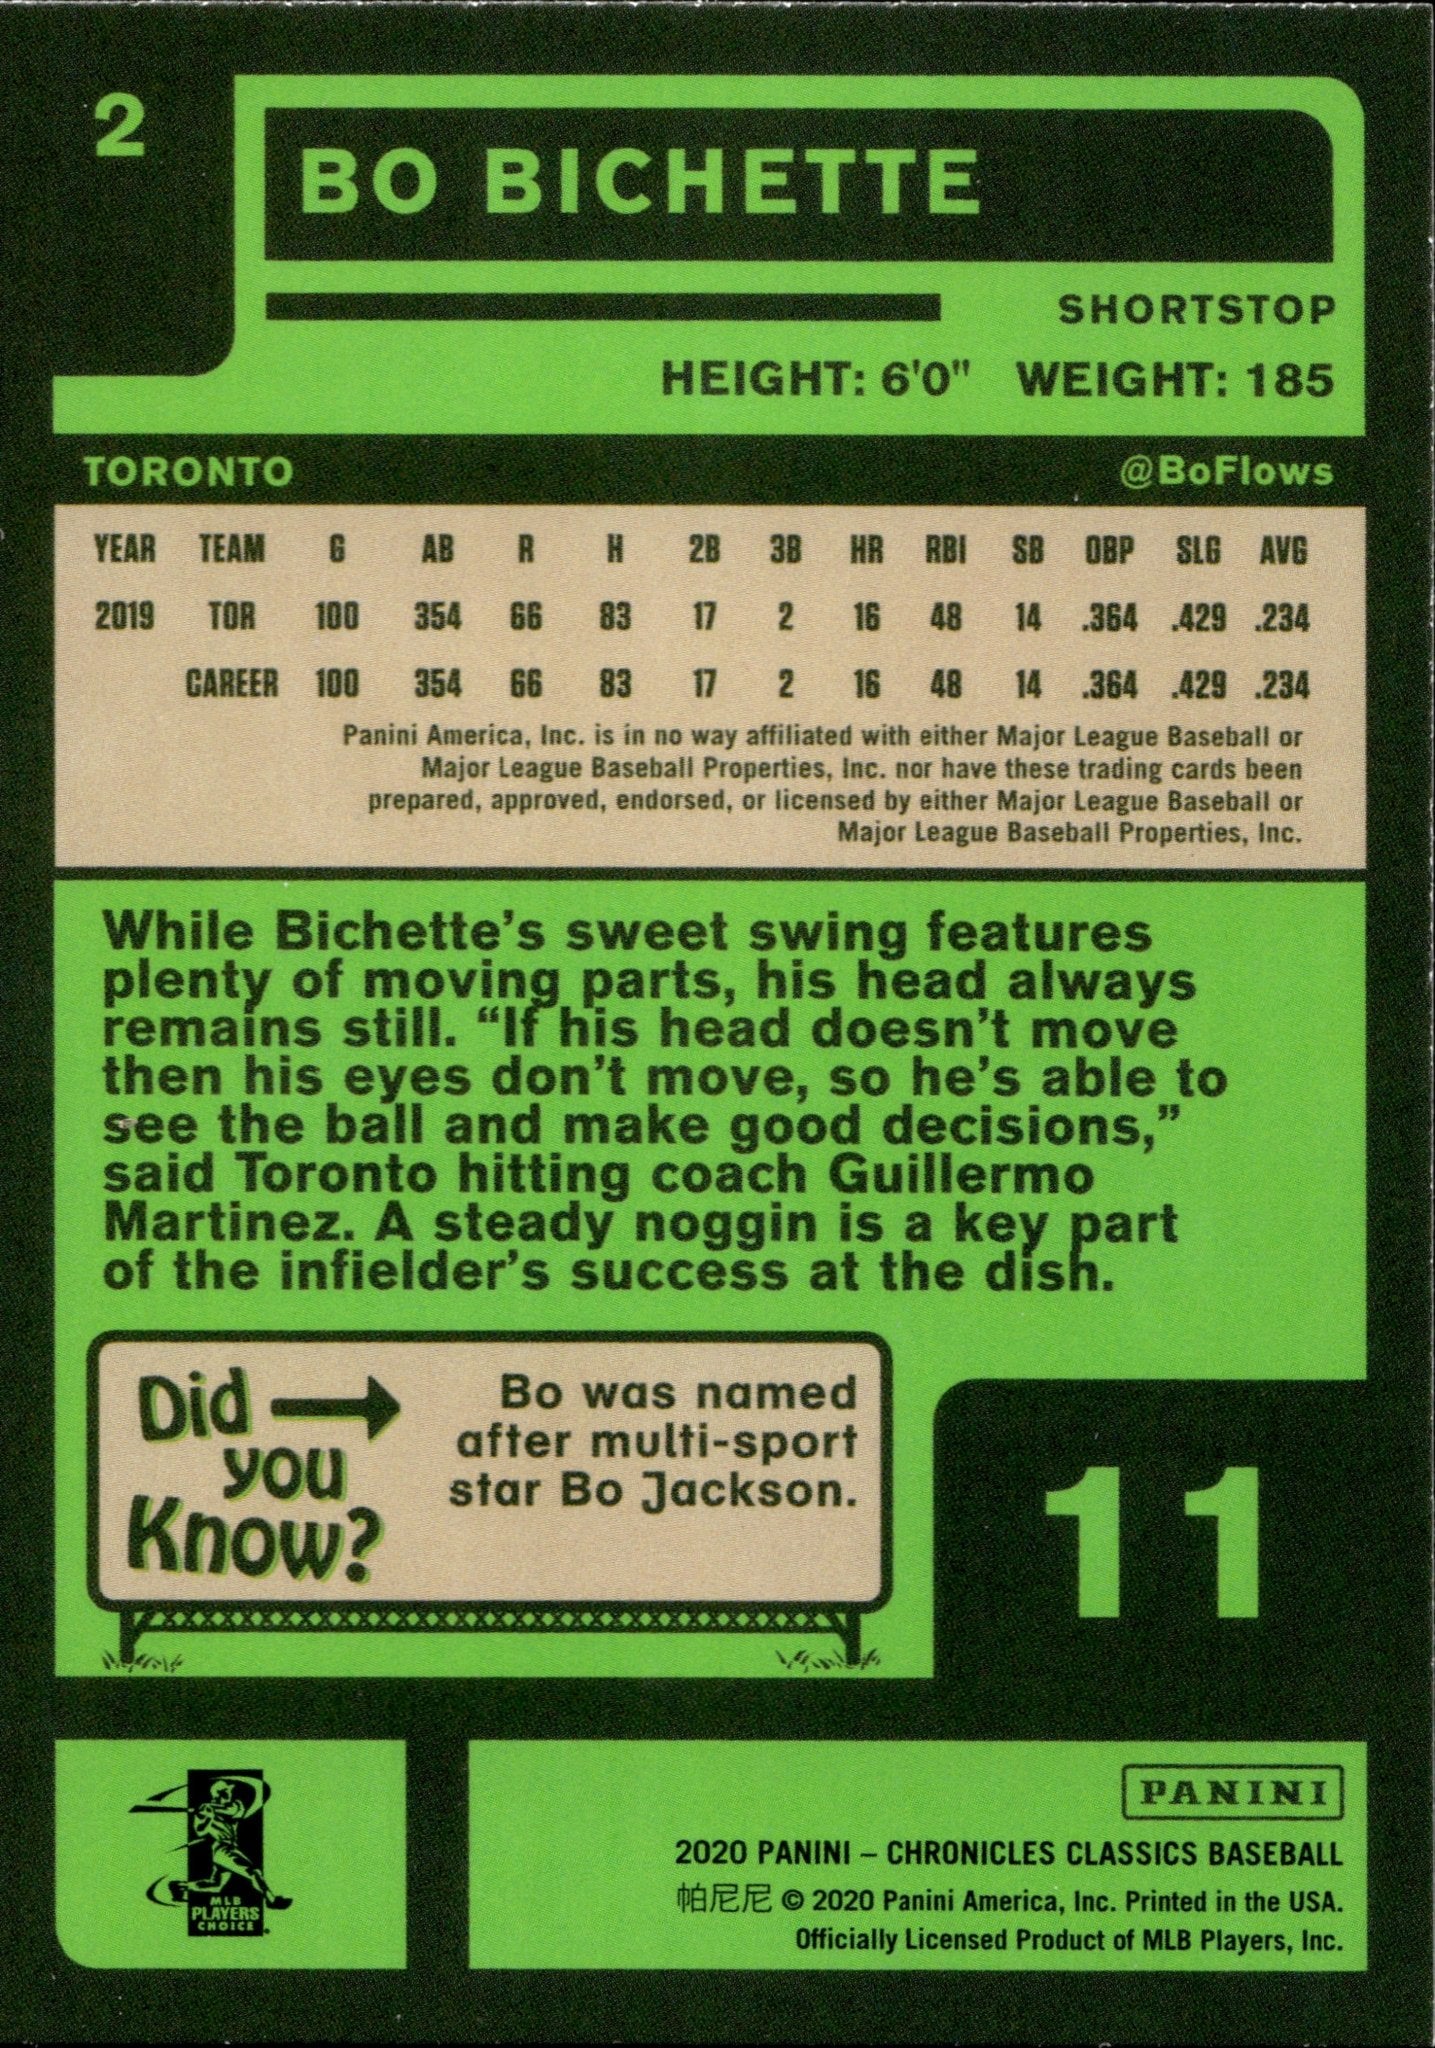 2
BO BICHETTE
SHORTSTOP
HEIGHT: 6'0" WEIGHT: 185
TORONTO @BoFlows
YEAR TEAM G AB R H 2B 3B HR RBI SB OBP SLG AVG
2019 TOR 100 354 66 83 17 2 16 48 14 .364 .429 .234
CAREER 100 354 66 83 17 2 16 48 14 .364 .429 .234
Panini America, Inc. is in no way affiliated with either Major League Baseball or
Major League Baseball Properties, Inc. nor have these trading cards been
prepared, approved, endorsed, or licensed by either Major League Baseball or
Major League Baseball Properties, Inc.
While Bichette's sweet swing features
plenty of moving parts, his head always
remains still. “If his head doesn't move
then his eyes don't move, so he's able to
see the ball and make good decisions,”
said Toronto hitting coach Guillermo
Martinez. A steady noggin is a key part
of the infielder's success at the dish.
Did
you
Know?
Bo was named
after multi-sport
star Bo Jackson.
11
MLB
PLAYERS
CHOICE
PANINI
2020 PANINI – CHRONICLES CLASSICS BASEBALL
帕尼尼 © 2020 Panini America, Inc. Printed in the USA.
Officially Licensed Product of MLB Players, Inc.